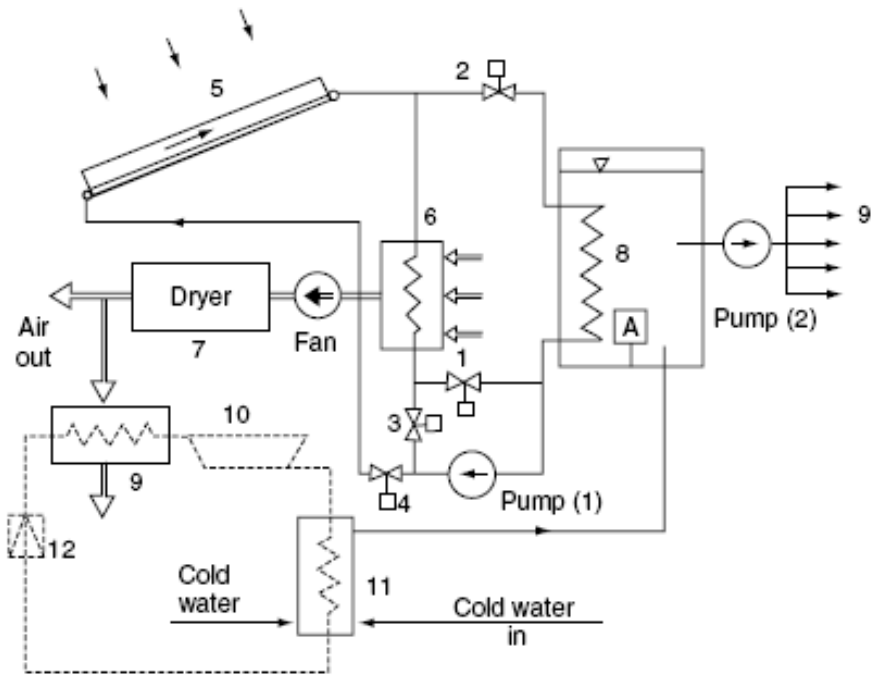 5
2
6
8
9
A
Dryer
7
Fan
Pump (2)
Air
out
1
3
10
9
4
Pump (1)
12
11
Cold
water
Cold water
in